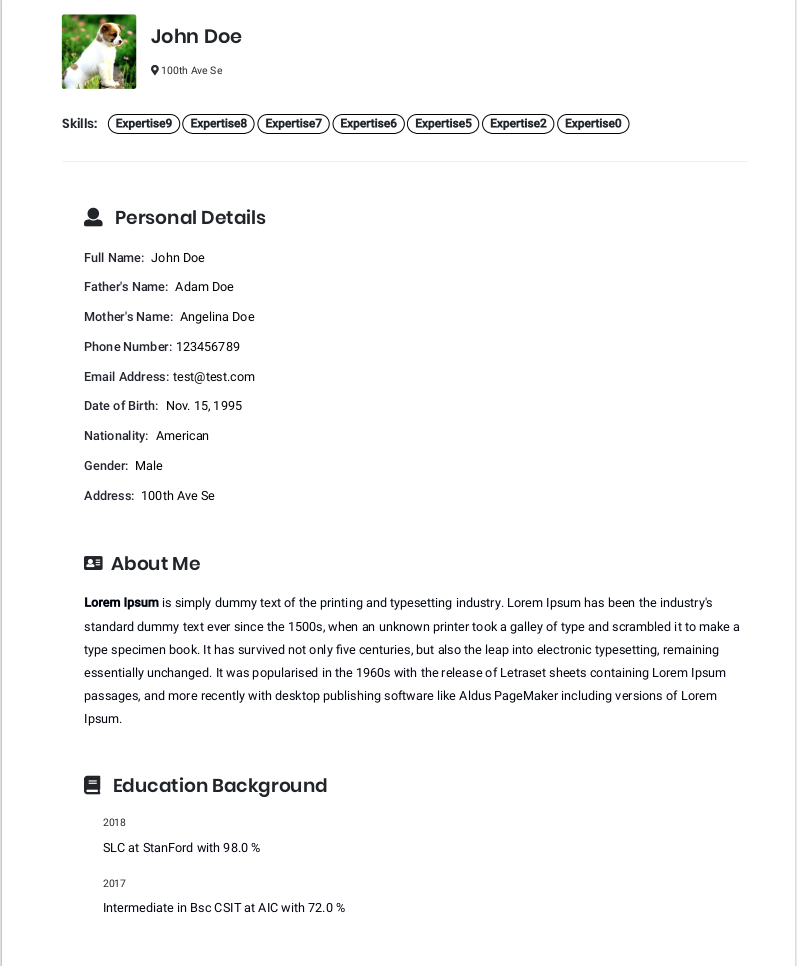 John Doe
100th Ave Se
Skills: Expertise9 Expertise8 Expertise7 Expertise6 Expertise5 Expertise2 Expertise0
Personal Details
Full Name: John Doe
Father's Name: Adam Doe
Mother's Name: Angelina Doe
Phone Number: 123456789
Email Address: test@test.com
Date of Birth: Nov. 15, 1995
Nationality: American
Gender: Male
Address: 100th Ave Se
About Me
Lorem Ipsum is simply dummy text of the printing and typesetting industry. Lorem Ipsum has been the industry's
standard dummy text ever since the 1500s, when an unknown printer took a galley of type and scrambled it to make a
type specimen book. It has survived not only five centuries, but also the leap into electronic typesetting, remaining
essentially unchanged. It was popularised in the 1960s with the release of Letraset sheets containing Lorem Ipsum
passages, and more recently with desktop publishing software like Aldus PageMaker including versions of Lorem
Ipsum.
Education Background
2018
SLC at StanFord with 98.0 %
2017
Intermediate in Bsc CSIT at AIC with 72.0 %